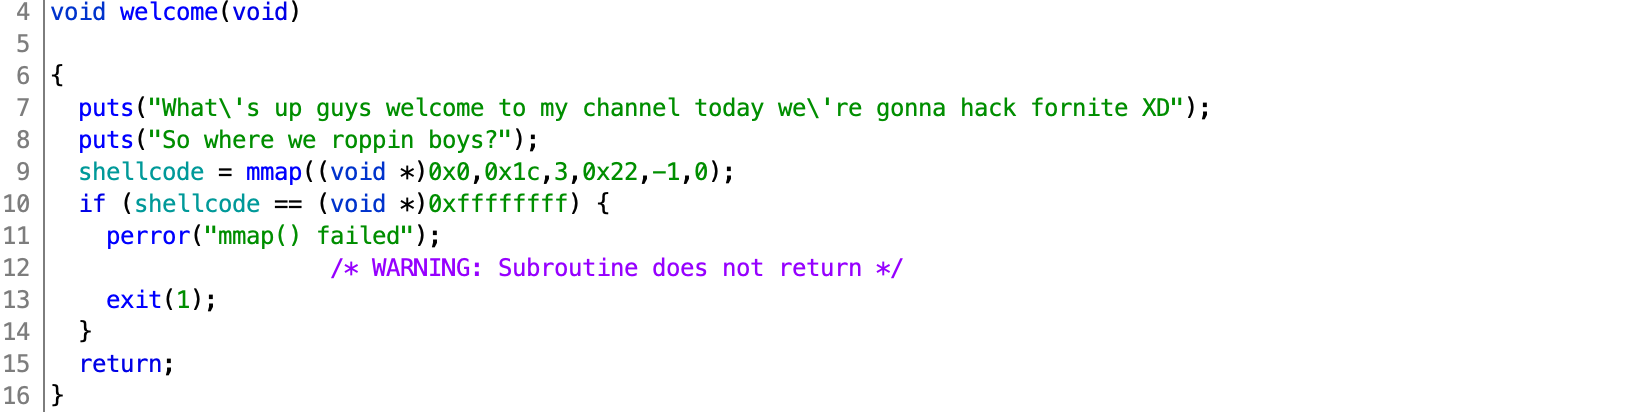 4 void welcome(void)
5
6 {
7 puts("What\'s up guys welcome to my channel today we\'re gonna hack fornite XD");
8 puts("So where we roppin boys?");
9 shellcode = mmap((void *)0x0,0x1c,3,0x22,-1,0);
10 if (shellcode == (void *)0xffffffff) {
11 perror("mmap() failed");
12 /* WARNING: Subroutine does not return */
13 exit(1);
14 }
15 return;
16 }